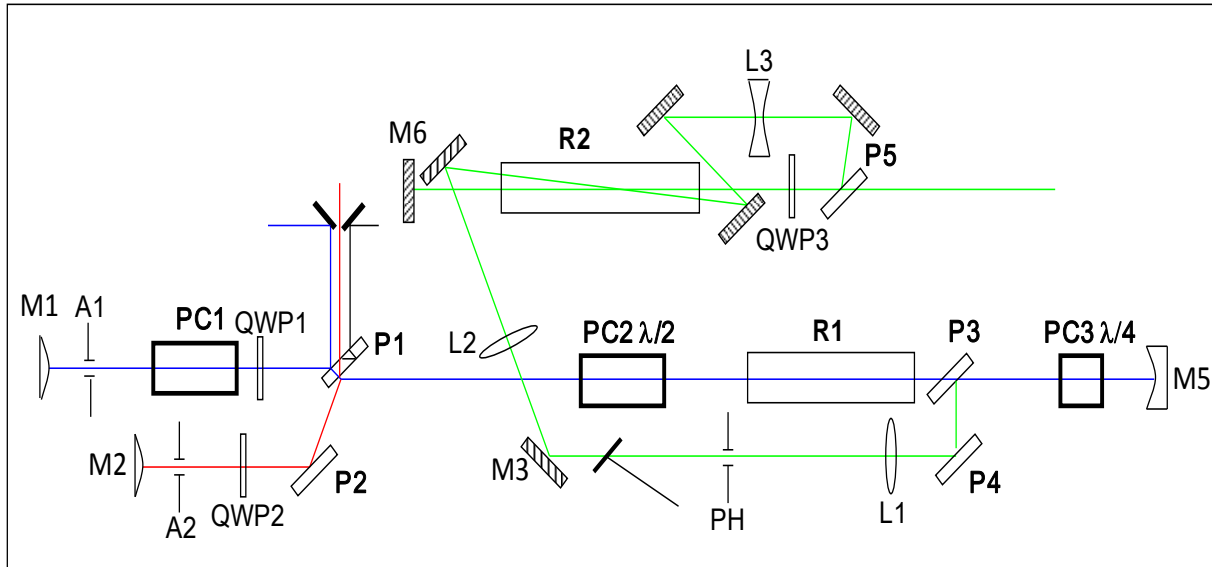 L3
M6
R2
P5
QWP3
M1
A1
PC1
QWP1
P1
L2
PC2 λ/2
R1
P3
PC3 λ/4
M5
M2
A2
QWP2
P2
M3
PH
L1
P4